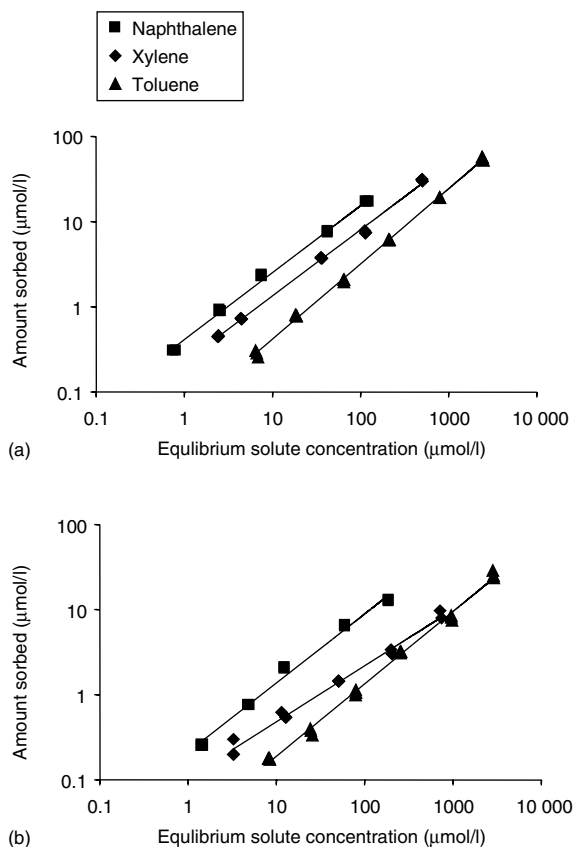 Naphthalene
Xylene
Toluene
100
10
1
0.1
Amount sorbed (μmol/l)
0.1 1 10 100 1000 10 000
(a) Equlibrium solute concentration (μmol/l)
100
10
1
0.1
Amount sorbed (μmol/l)
0.1 1 10 100 1000 10 000
(b) Equlibrium solute concentration (μmol/l)